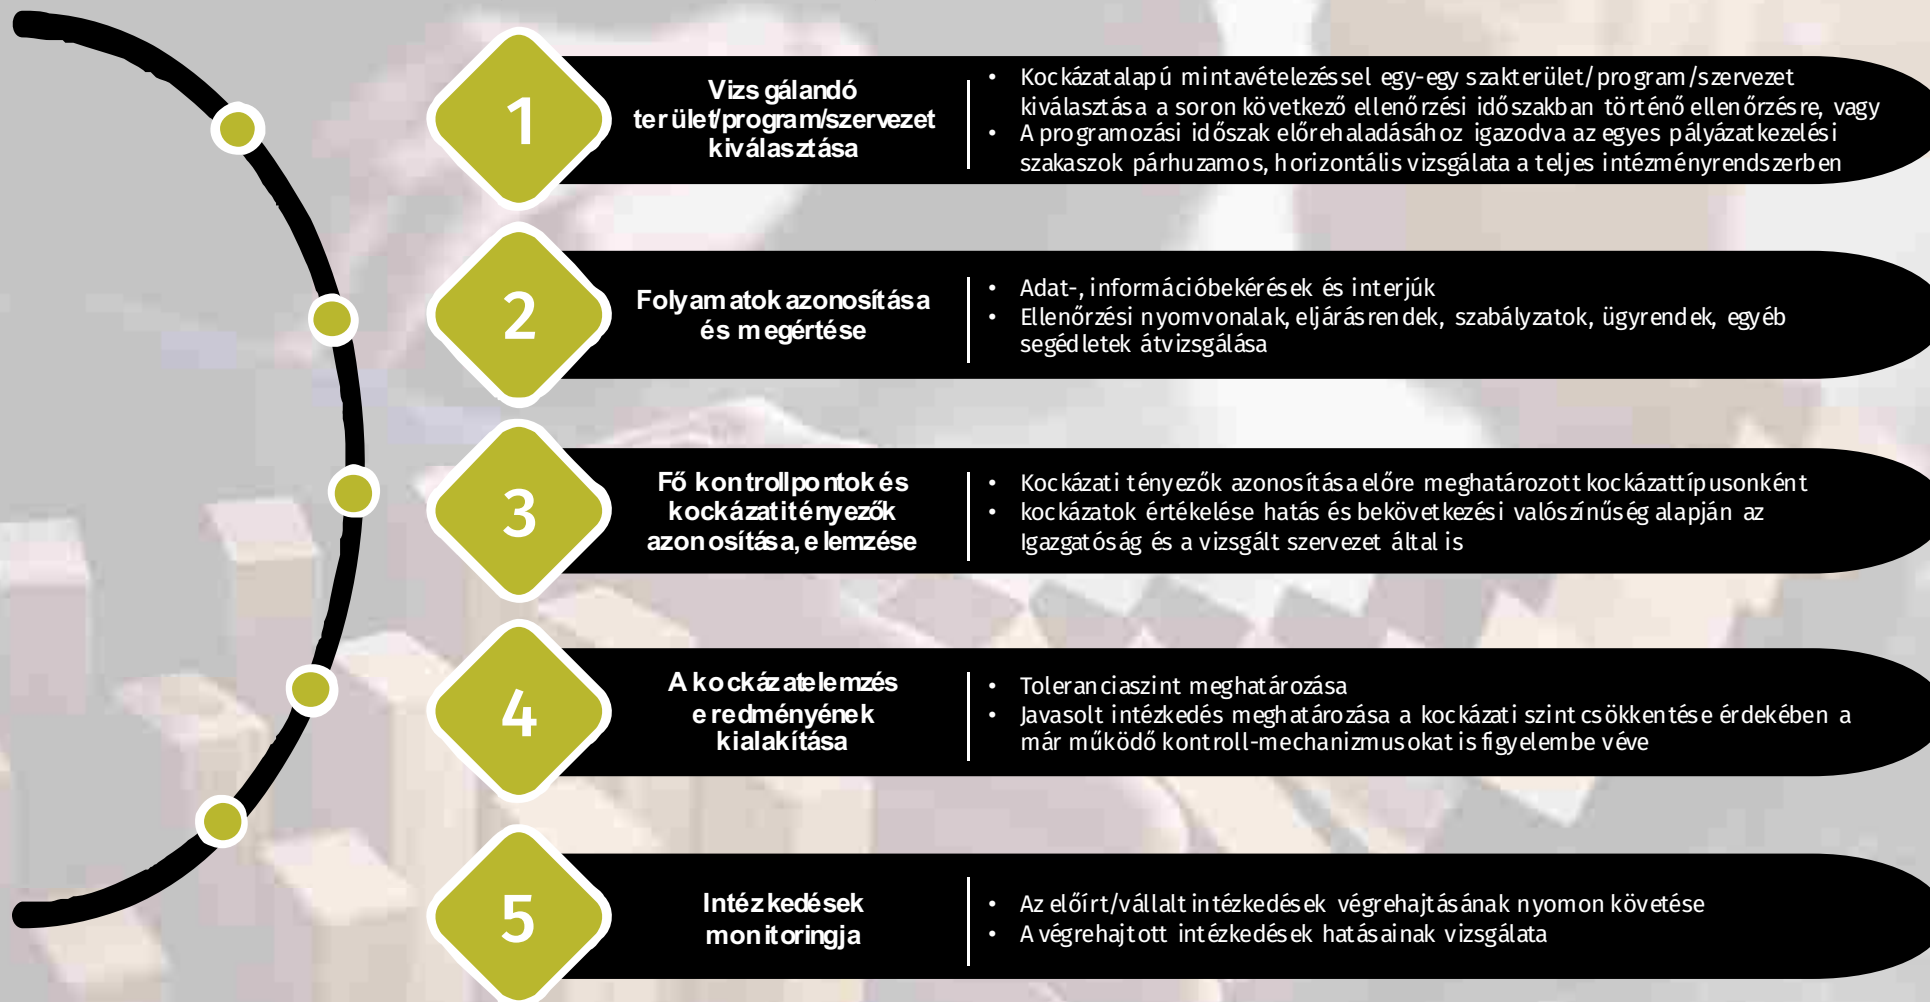 1
Vizsgálandó
terület/program/szervezet
kiválasztása
• Kockázatalapú mintavételezéssel egy-egy szakterület/program/szervezet
kiválasztása a soron következő ellenőrzési időszakban történő ellenőrzésre, vagy
• A programozási időszak előrehaladásához igazodva az egyes pályázatkezelési
szakaszok párhuzamos, horizontális vizsgálata a teljes intézményrendszerben
2
Folyamatok azonosítása
és megértése
• Adat-, információbekérések és interjúk
• Ellenőrzési nyomvonalak, eljárásrendek, szabályzatok, ügyrendek, egyéb
segédletek átvizsgálása
3
Fő kontrollpontok és
kockázati tényezők
azonosítása, elemzése
• Kockázati tényezők azonosítása előre meghatározott kockázattípusonként
• kockázatok értékelése hatás és bekövetkezési valószínűség alapján az
Igazgatóság és a vizsgált szervezet által is
4
A kockázatelemzés
eredményének
kialakítása
• Toleranciaszint meghatározása
• Javasolt intézkedés meghatározása a kockázati szint csökkentése érdekében a
már működő kontroll-mechanizmusokat is figyelembe véve
5
Intézkedések
monitoringja
• Az előírt/vállalt intézkedések végrehajtásának nyomon követése
• A végrehajtott intézkedések hatásainak vizsgálata